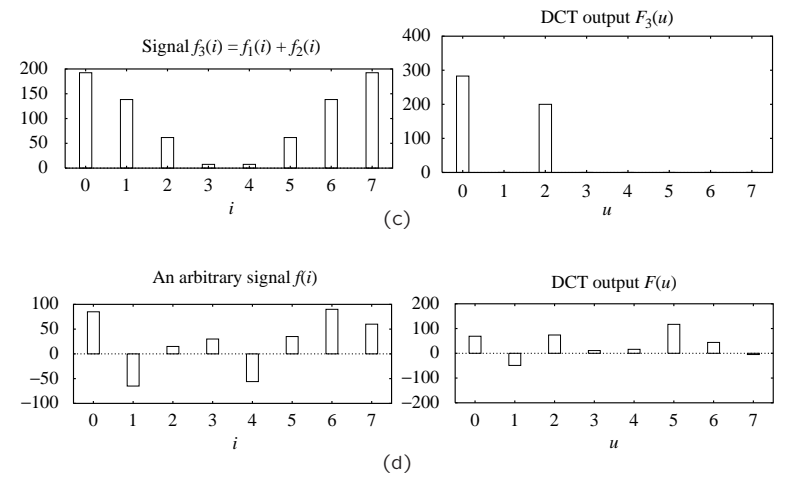 Signal f3(i) = f1(i) + f2(i)
200
150
100
50
0
0 1 2 3 4 5 6 7
i
DCT output F3(u)
400
300
400
100
0
0 1 2 3 4 5 6 7
u
(c)
An arbitrary signal f(i)
100
50
0
−50
−100
0 1 2 3 4 5 6 7
i
DCT output F(u)
200
100
0
−100
−200
0 1 2 3 4 5 6 7
u
(d)